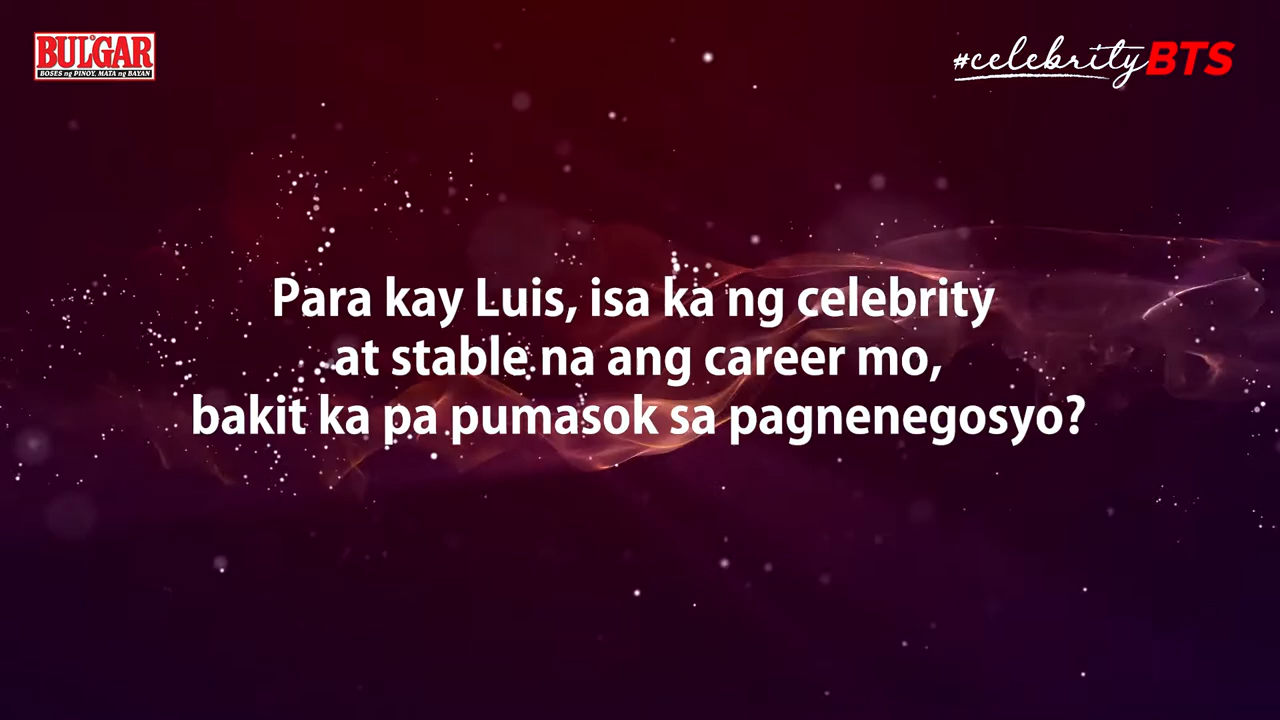 BULGAR
BOSES ng PINOY, MATA ng BAYAN
#celebrityBTS
Para kay Luis, isa ka ng celebrity
at stable na ang career mo,
bakit ka pa pumasok sa pagnenegosyo?